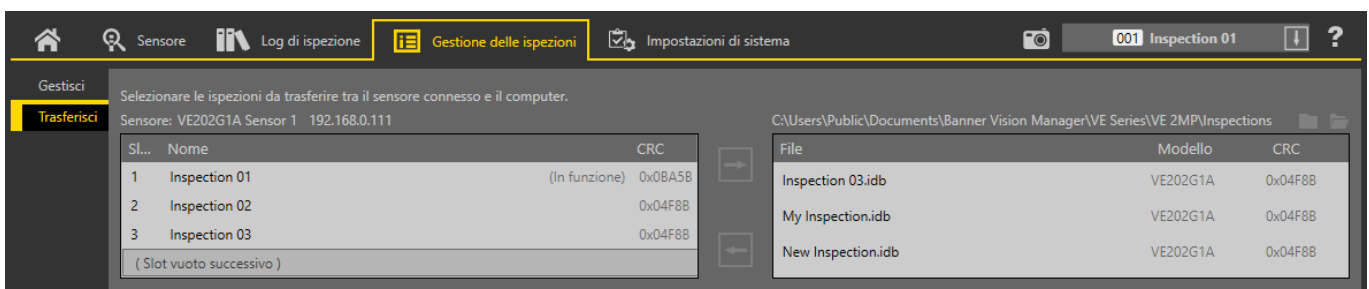 Sensore Log di ispezione Gestione delle ispezioni Impostazioni di sistema 001 Inspection 01 ?
Gestisci
Trasferisci
Selezionare le ispezioni da trasferire tra il sensore connesso e il computer.
Sensore: VE202G1A Sensor 1 192.168.0.111
Sl... Nome CRC
1 Inspection 01 (In funzione) 0x0BA5B
2 Inspection 02 0x04F8B
3 Inspection 03 0x04F8B
( Slot vuoto successivo )
C:\Users\Public\Documents\Banner Vision Manager\VE Series\VE 2MP\Inspections
File Modello CRC
Inspection 03.idb VE202G1A 0x04F8B
My Inspection.idb VE202G1A 0x04F8B
New Inspection.idb VE202G1A 0x04F8B